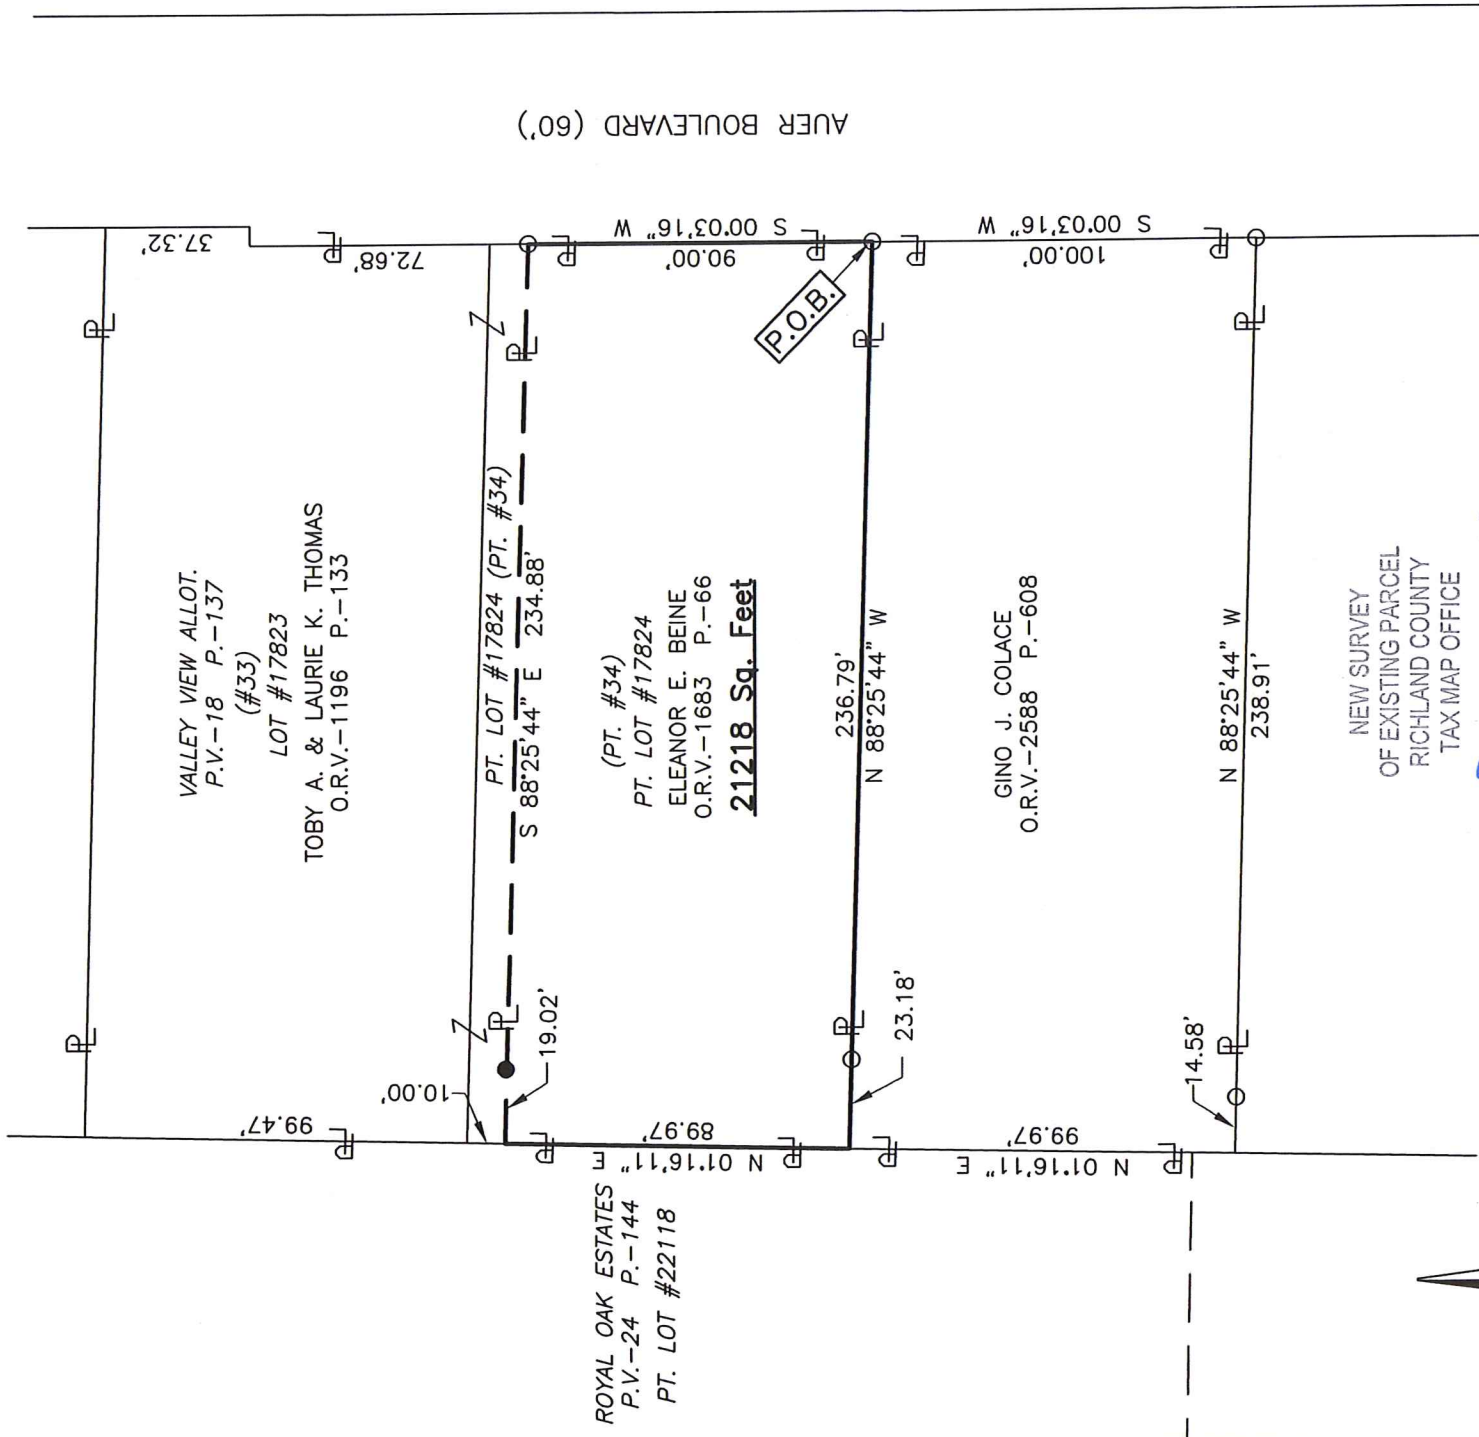 AUER BOULEVARD (60')
37.32'
72.68'
S 00°03'16" W
90.00'
S 00°03'16" W
100.00'
P.O.B.
VALLEY VIEW ALLOT.
P.V.-18 P.-137
(#33)
LOT #17823
TOBY A. & LAURIE K. THOMAS
O.R.V.-1196 P.-133
PT. LOT #17824 (PT. #34)
S 88°25'44" E 234.88'
(PT. #34)
PT. LOT #17824
ELEANOR E. BEINE
O.R.V.-1683 P.-66
21218 Sq. Feet
236.79'
N 88°25'44" W
GINO J. COLACE
O.R.V.-2588 P.-608
N 88°25'44" W
238.91'
NEW SURVEY
OF EXISTING PARCEL
RICHLAND COUNTY
TAX MAP OFFICE
19.02'
23.18'
14.58'
10.00'
99.47'
89.97'
N 01°16'11" E
99.97'
N 01°16'11" E
ROYAL OAK ESTATES
P.V.-24 P.-144
PT. LOT #22118